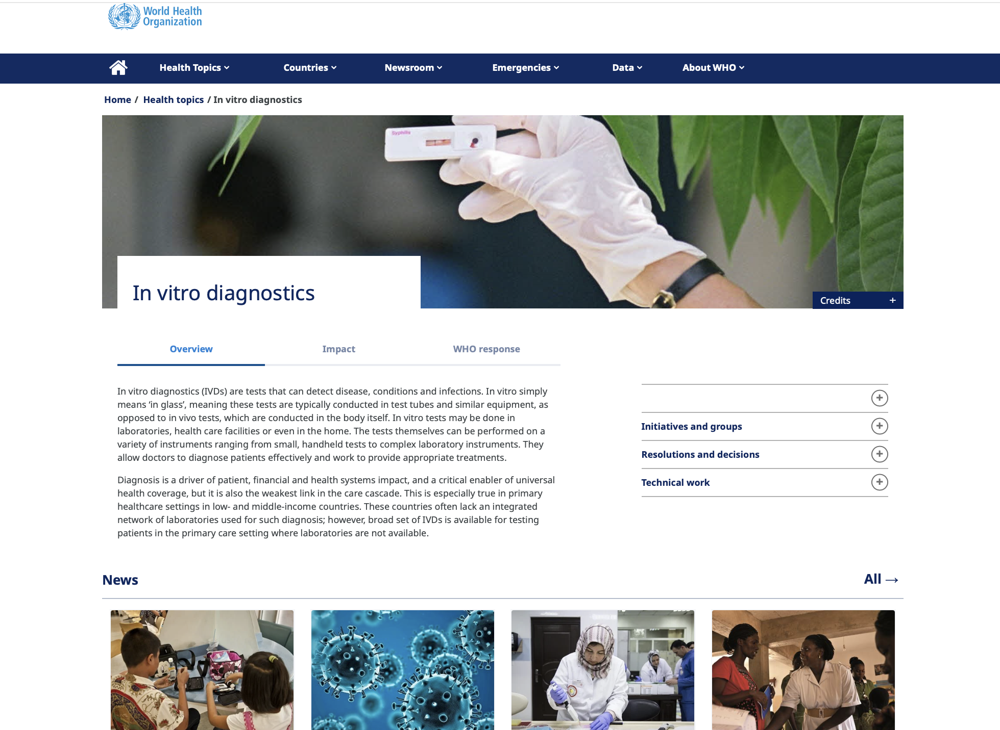 World Health
Organization
Health Topics
Countries
Newsroom
Emergencies
Data
About WHO
Home / Health topics / In vitro diagnostics
Syphilis
In vitro diagnostics
Credits +
Overview
Impact
WHO response
In vitro diagnostics (IVDs) are tests that can detect disease, conditions and infections. In vitro simply
means ‘in glass’, meaning these tests are typically conducted in test tubes and similar equipment, as
opposed to in vivo tests, which are conducted in the body itself. In vitro tests may be done in
laboratories, health care facilities or even in the home. The tests themselves can be performed on a
variety of instruments ranging from small, handheld tests to complex laboratory instruments. They
allow doctors to diagnose patients effectively and work to provide appropriate treatments.
Diagnosis is a driver of patient, financial and health systems impact, and a critical enabler of universal
health coverage, but it is also the weakest link in the care cascade. This is especially true in primary
healthcare settings in low- and middle-income countries. These countries often lack an integrated
network of laboratories used for such diagnosis; however, broad set of IVDs is available for testing
patients in the primary care setting where laboratories are not available.
Initiatives and groups
Resolutions and decisions
Technical work
News
All →